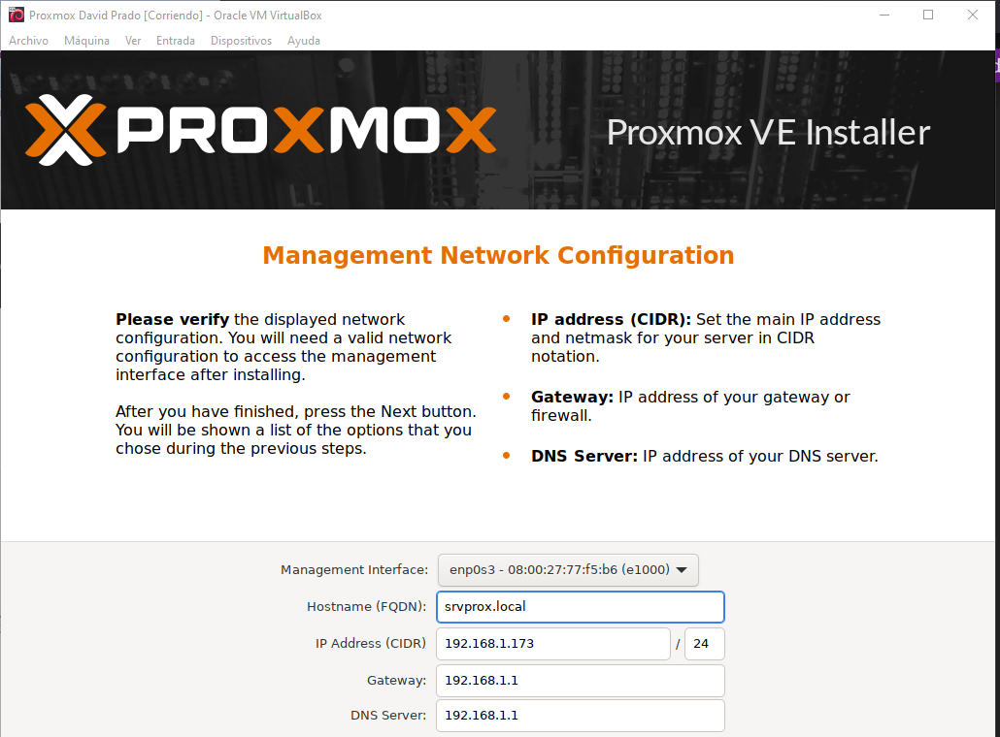 Proxmox David Prado [Corriendo] - Oracle VM VirtualBox
Archivo Máquina Ver Entrada Dispositivos Ayuda
PROXMOX
Proxmox VE Installer
Management Network Configuration
Please verify the displayed network
configuration. You will need a valid network
configuration to access the management
interface after installing.
After you have finished, press the Next button.
You will be shown a list of the options that you
chose during the previous steps.
IP address (CIDR): Set the main IP address
and netmask for your server in CIDR
notation.
Gateway: IP address of your gateway or
firewall.
DNS Server: IP address of your DNS server.
Management Interface: enp0s3 - 08:00:27:77:f5:b6 (e1000)
Hostname (FQDN): srvprox.local
IP Address (CIDR) 192.168.1.173 / 24
Gateway: 192.168.1.1
DNS Server: 192.168.1.1